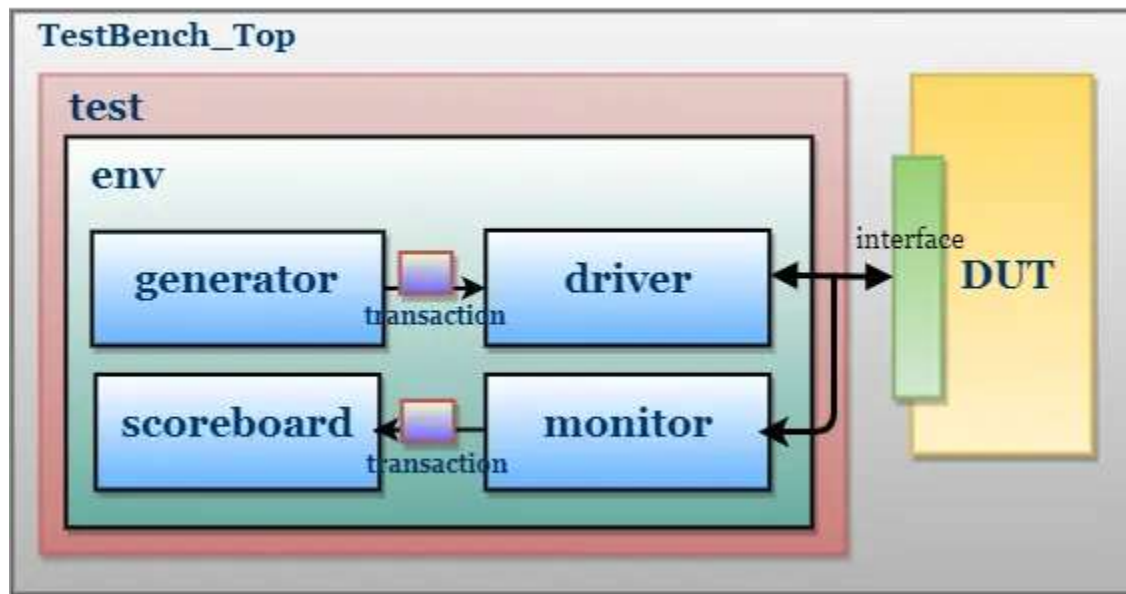 TestBench_Top
test
env
generator
transaction
driver
interface
DUT
scoreboard
transaction
monitor